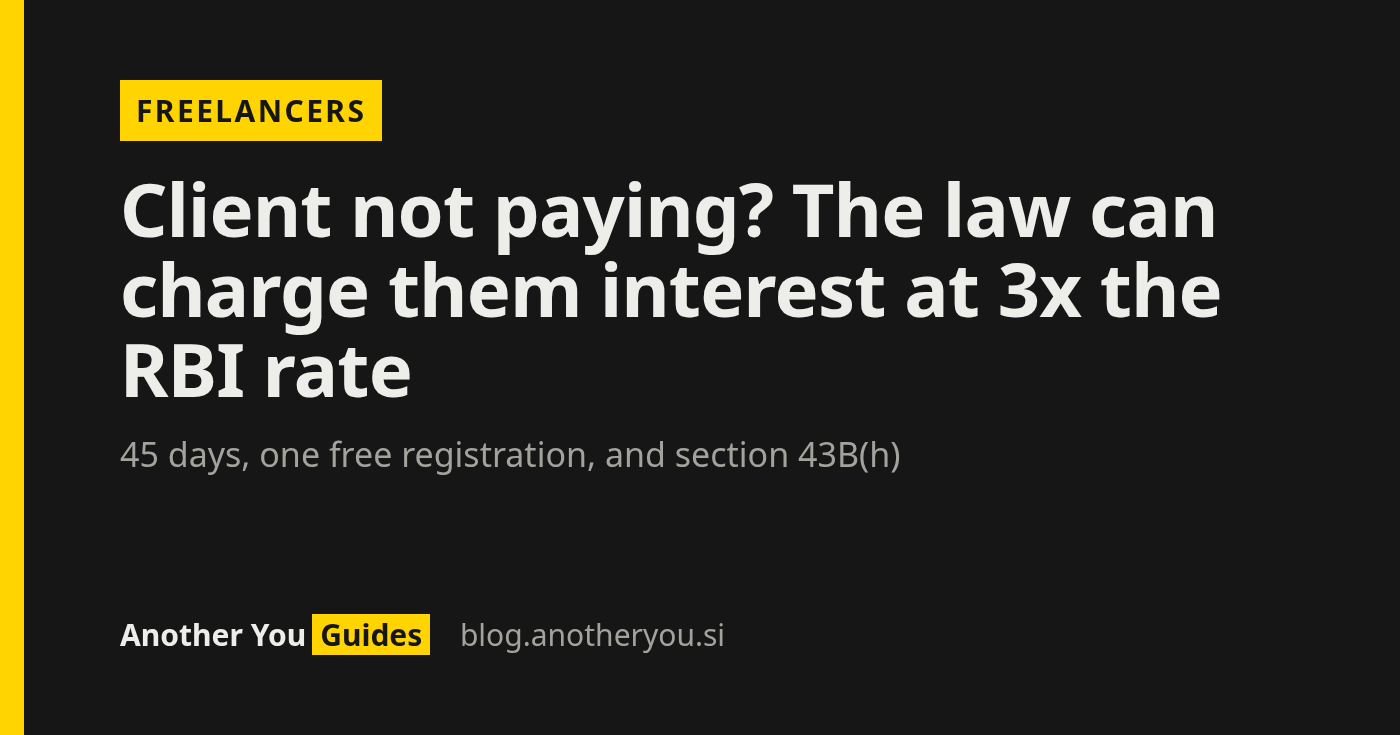 FREELANCERS
Client not paying? The law can
charge them interest at 3x the
RBI rate
45 days, one free registration, and section 43B(h)
Another You Guides blog.anotheryou.si